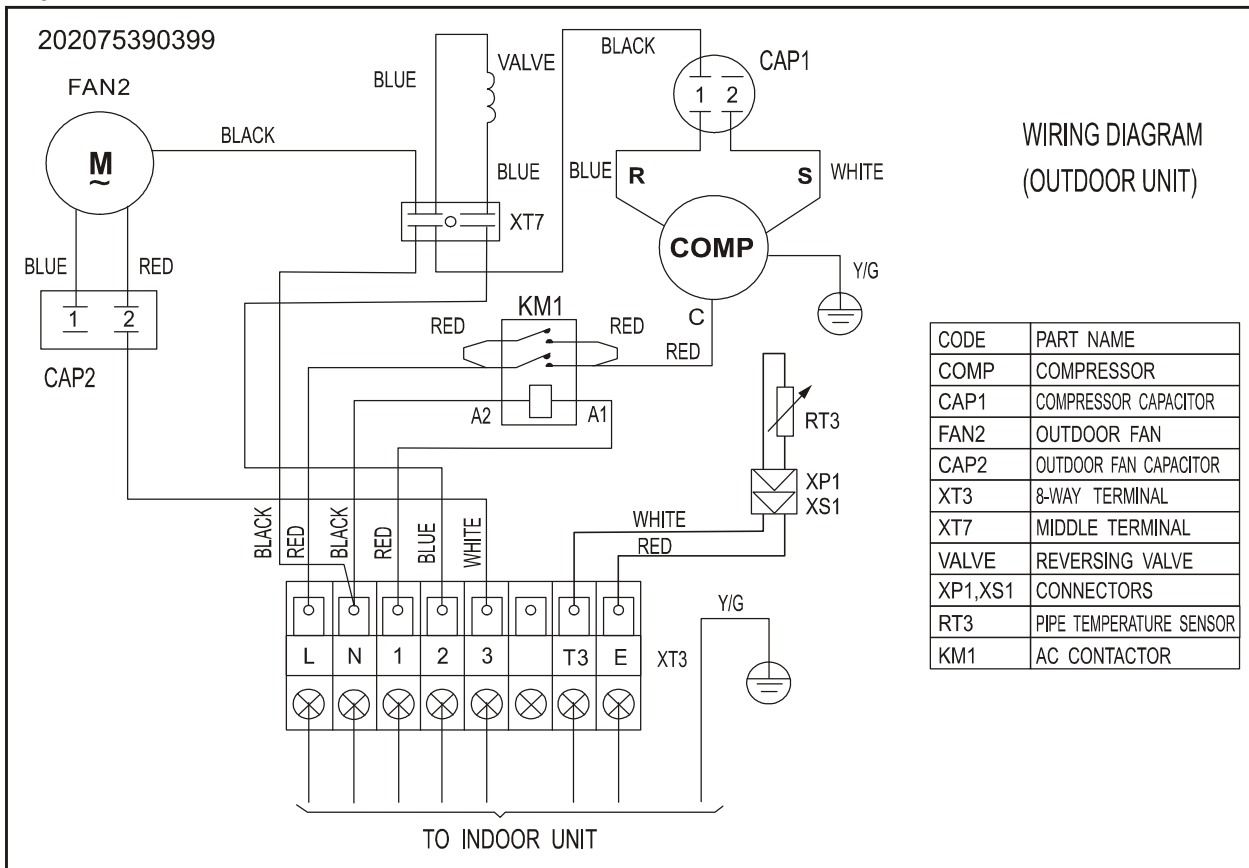 202075390399
FAN2
M
~
BLACK
BLUE
RED
1 2
CAP2
BLUE
VALVE
BLUE
XT7
BLACK
CAP1
1 2
BLUE
R
S
WHITE
COMP
Y/G
C
KM1
RED
RED
RED
A2
A1
RT3
XP1
XS1
WHITE
RED
BLACK
RED
BLACK
RED
BLUE
WHITE
L N 1 2 3 T3 E
XT3
Y/G
TO INDOOR UNIT
WIRING DIAGRAM
(OUTDOOR UNIT)
CODE PART NAME
COMP COMPRESSOR
CAP1 COMPRESSOR CAPACITOR
FAN2 OUTDOOR FAN
CAP2 OUTDOOR FAN CAPACITOR
XT3 8-WAY TERMINAL
XT7 MIDDLE TERMINAL
VALVE REVERSING VALVE
XP1,XS1 CONNECTORS
RT3 PIPE TEMPERATURE SENSOR
KM1 AC CONTACTOR